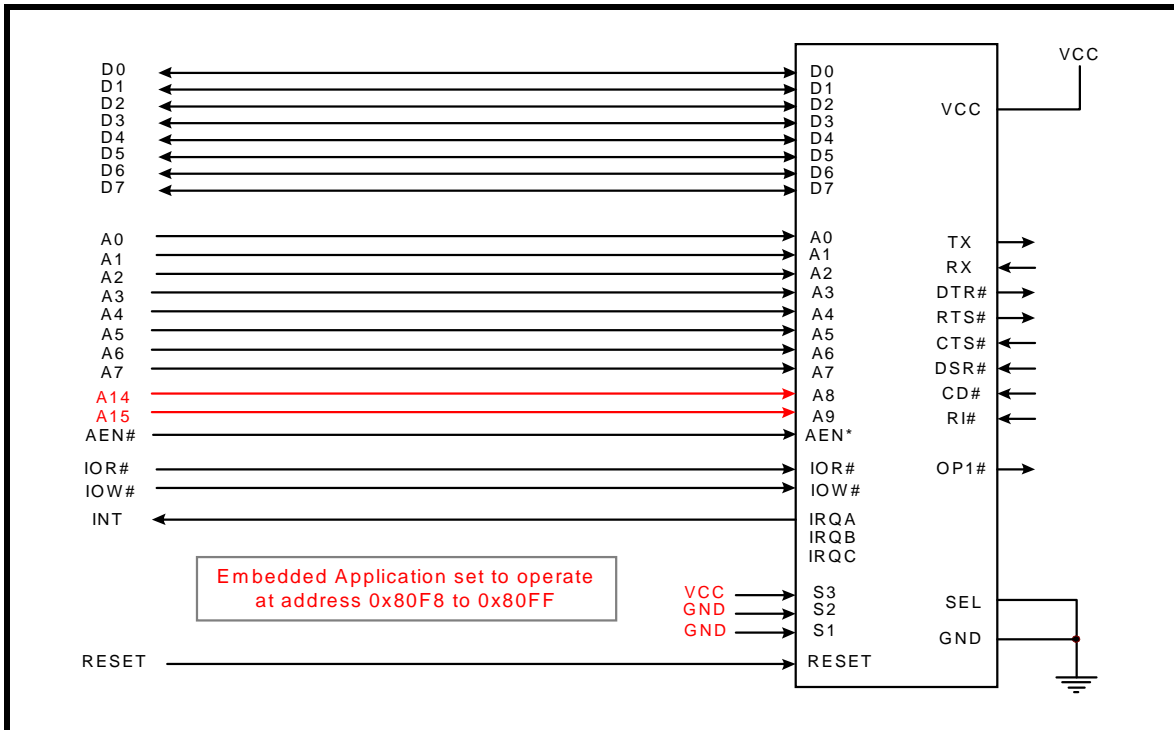 VCC
D0 D0
D1 D1
D2 D2 VCC
D3 D3
D4 D4
D5 D5
D6 D6
D7 D7
A0 A0 TX
A1 A1 RX
A2 A2 DTR#
A3 A3 RTS#
A4 A4 CTS#
A5 A5 DSR#
A6 A6 CD#
A7 A7 RI#
A14 A8
A15 A9
AEN# AEN*
IOR# IOR# OP1#
IOW# IOW#
INT IRQA
IRQB
IRQC
Embedded Application set to operate
at address 0x80F8 to 0x80FF
VCC S3 SEL
GND S2
GND S1 GND
RESET RESET